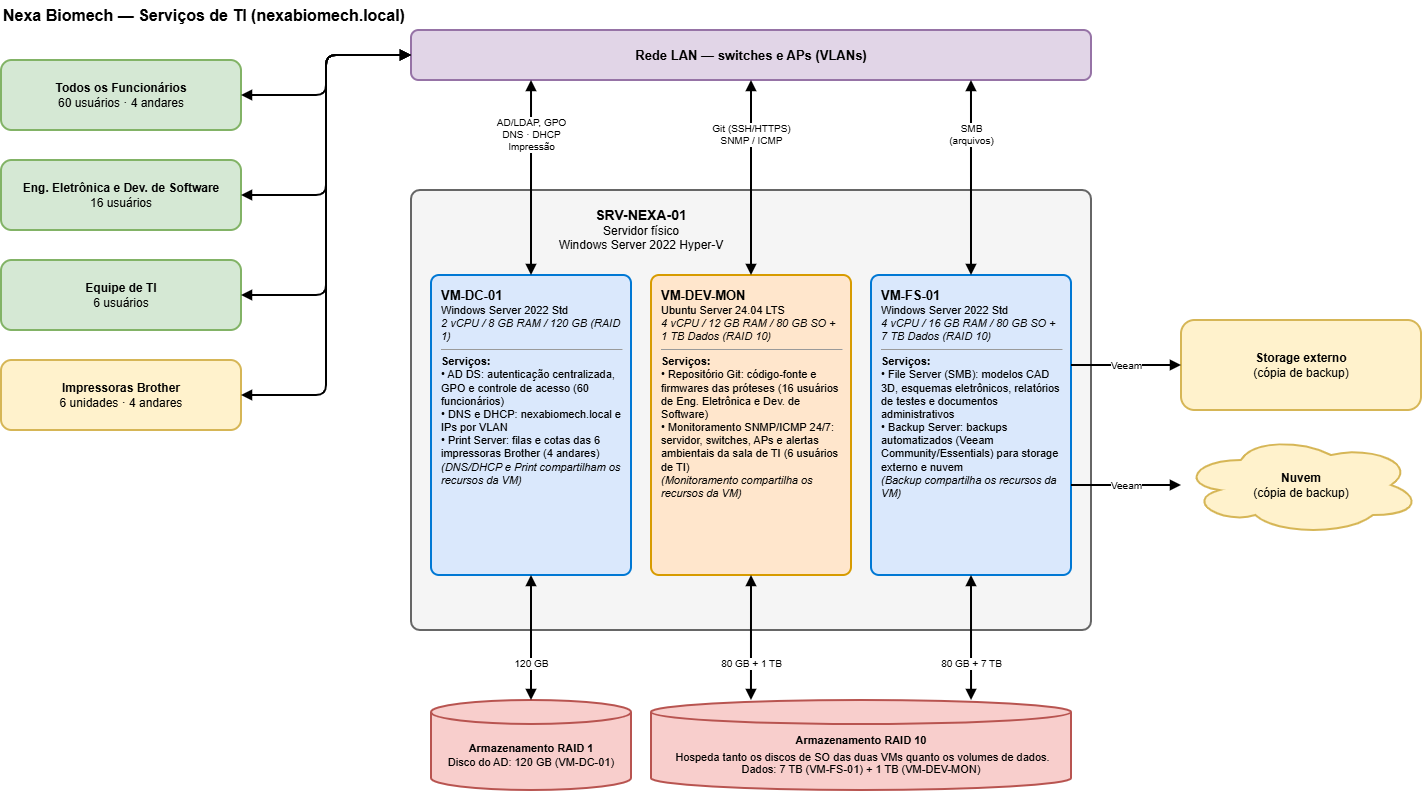 Nexa Biomech — Serviços de TI (nexabiomech.local)
Rede LAN — switches e APs (VLANs)
Todos os Funcionários
60 usuários · 4 andares
Eng. Eletrônica e Dev. de Software
16 usuários
Equipe de TI
6 usuários
Impressoras Brother
6 unidades · 4 andares
AD/LDAP, GPO
DNS · DHCP
Impressão
Git (SSH/HTTPS)
SNMP / ICMP
SMB
(arquivos)
SRV-NEXA-01
Servidor físico
Windows Server 2022 Hyper-V
VM-DC-01
Windows Server 2022 Std
2 vCPU / 8 GB RAM / 120 GB (RAID
1)
Serviços:
• AD DS: autenticação centralizada,
GPO e controle de acesso (60
funcionários)
• DNS e DHCP: nexabiomech.local e
IPs por VLAN
• Print Server: filas e cotas das 6
impressoras Brother (4 andares)
(DNS/DHCP e Print compartilham os
recursos da VM)
VM-DEV-MON
Ubuntu Server 24.04 LTS
4 vCPU / 12 GB RAM / 80 GB SO +
1 TB Dados (RAID 10)
Serviços:
• Repositório Git: código-fonte e
firmwares das próteses (16 usuários
de Eng. Eletrônica e Dev. de
Software)
• Monitoramento SNMP/ICMP 24/7:
servidor, switches, APs e alertas
ambientais da sala de TI (6 usuários
de TI)
(Monitoramento compartilha os
recursos da VM)
VM-FS-01
Windows Server 2022 Std
4 vCPU / 16 GB RAM / 80 GB SO +
7 TB Dados (RAID 10)
Serviços:
• File Server (SMB): modelos CAD
3D, esquemas eletrônicos, relatórios
de testes e documentos
administrativos
• Backup Server: backups
automatizados (Veeam
Community/Essentials) para storage
externo e nuvem
(Backup compartilha os recursos da
VM)
Veeam
Storage externo
(cópia de backup)
Veeam
Nuvem
(cópia de backup)
120 GB
80 GB + 1 TB
80 GB + 7 TB
Armazenamento RAID 1
Disco do AD: 120 GB (VM-DC-01)
Armazenamento RAID 10
Hospeda tanto os discos de SO das duas VMs quanto os volumes de dados.
Dados: 7 TB (VM-FS-01) + 1 TB (VM-DEV-MON)